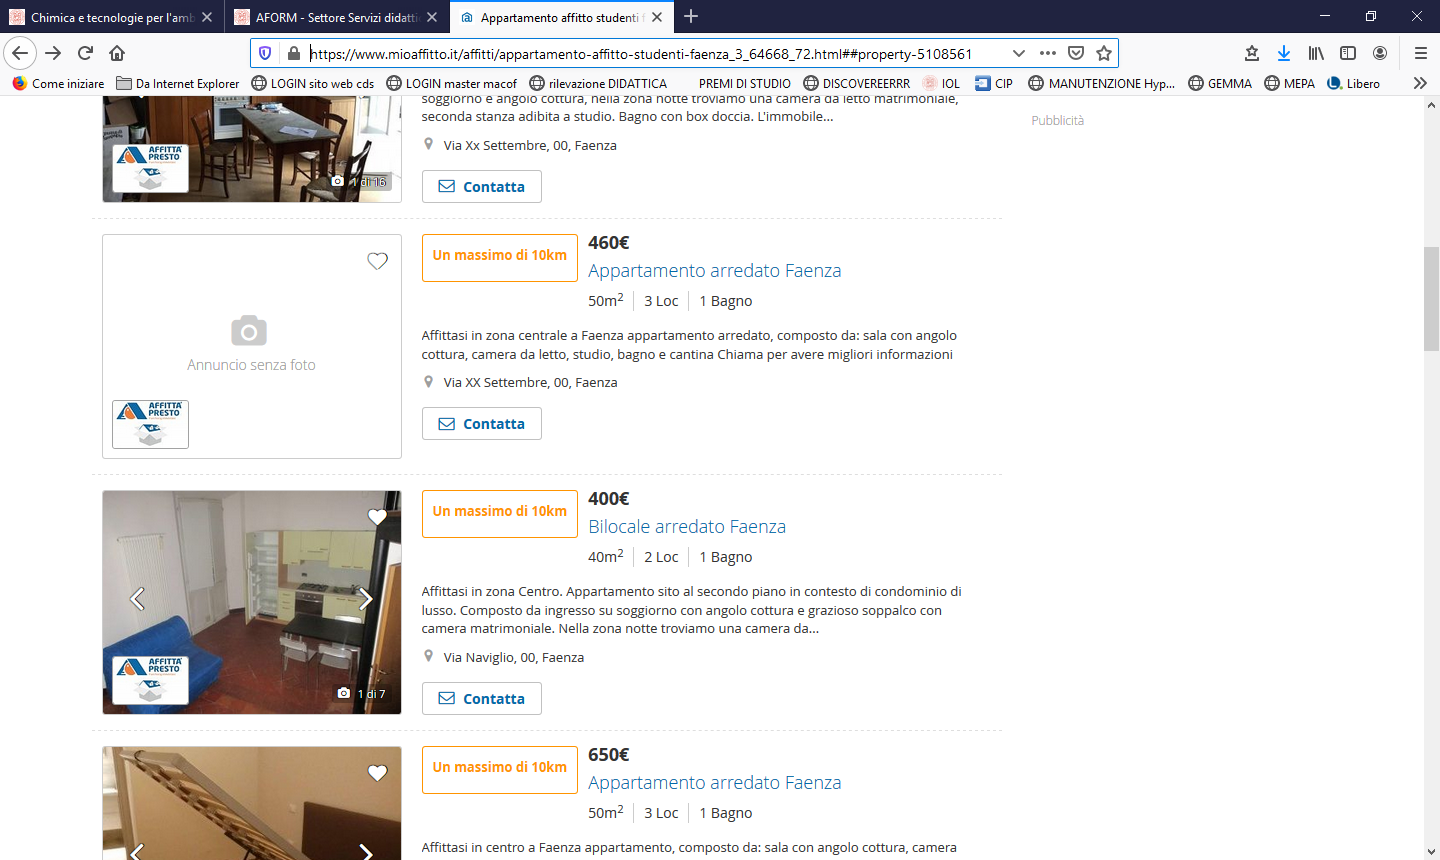 Chimica e tecnologie per l'amb
AFORM - Settore Servizi didatti
Appartamento affitto studenti f
https://www.mioaffitto.it/affitti/appartamento-affitto-studenti-faenza_3_64668_72.html##property-5108561
Come iniziare
Da Internet Explorer
LOGIN sito web cds
LOGIN master macof
rilevazione DIDATTICA
PREMI DI STUDIO
DISCOVEREERRR
IOL
CIP
MANUTENZIONE Hyp...
GEMMA
MEPA
Libero
soggiorno e angolo cottura, nella zona notte troviamo una camera da letto matrimoniale,
seconda stanza adibita a studio. Bagno con box doccia. L'immobile...
Via Xx Settembre, 00, Faenza
Contatta
AFFITTA
PRESTO
1 di 16
Pubblicità
Annuncio senza foto
AFFITTA
PRESTO
Un massimo di 10km
460€
Appartamento arredato Faenza
50m2
3 Loc
1 Bagno
Affittasi in zona centrale a Faenza appartamento arredato, composto da: sala con angolo
cottura, camera da letto, studio, bagno e cantina Chiama per avere migliori informazioni
Via XX Settembre, 00, Faenza
Contatta
AFFITTA
PRESTO
1 di 7
Un massimo di 10km
400€
Bilocale arredato Faenza
40m2
2 Loc
1 Bagno
Affittasi in zona Centro. Appartamento sito al secondo piano in contesto di condominio di
lusso. Composto da ingresso su soggiorno con angolo cottura e grazioso soppalco con
camera matrimoniale. Nella zona notte troviamo una camera da...
Via Naviglio, 00, Faenza
Contatta
Un massimo di 10km
650€
Appartamento arredato Faenza
50m2
3 Loc
1 Bagno
Affittasi in centro a Faenza appartamento, composto da: sala con angolo cottura, camera